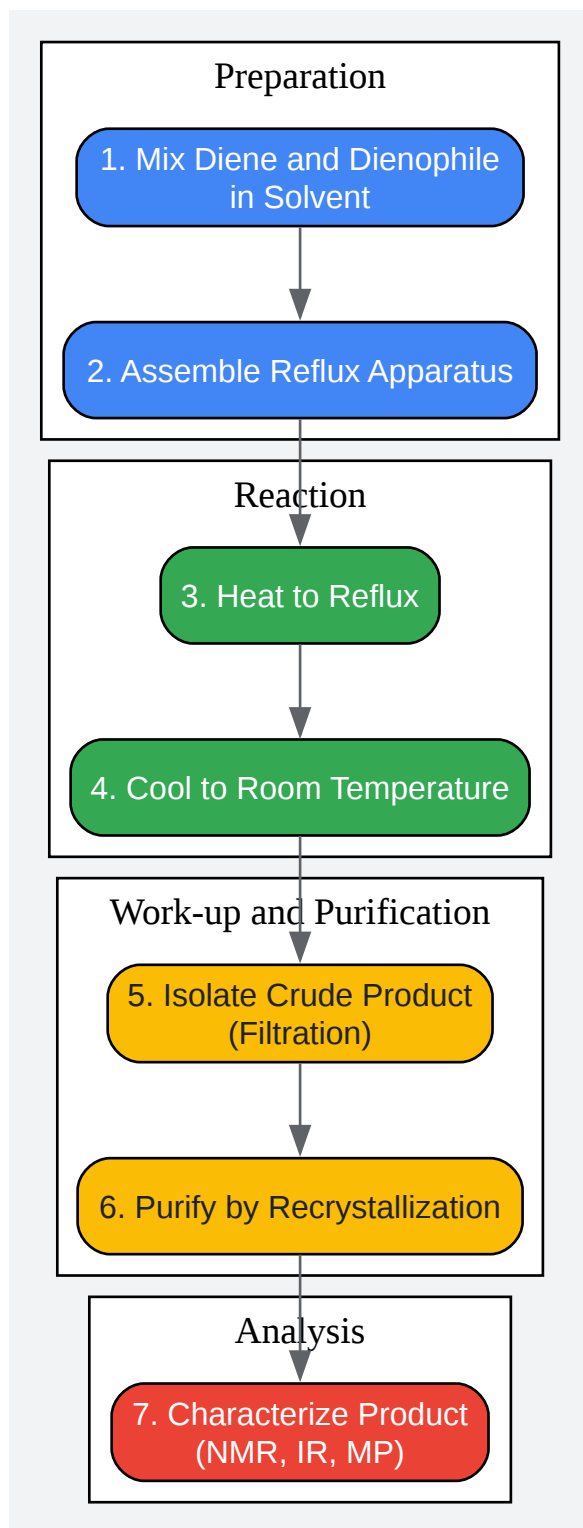 Preparation
1. Mix Diene and Dienophile
in Solvent
2. Assemble Reflux Apparatus
Reaction
3. Heat to Reflux
4. Cool to Room Temperature
Work-up and Purification
5. Isolate Crude Product
(Filtration)
6. Purify by Recrystallization
Analysis
7. Characterize Product
(NMR, IR, MP)